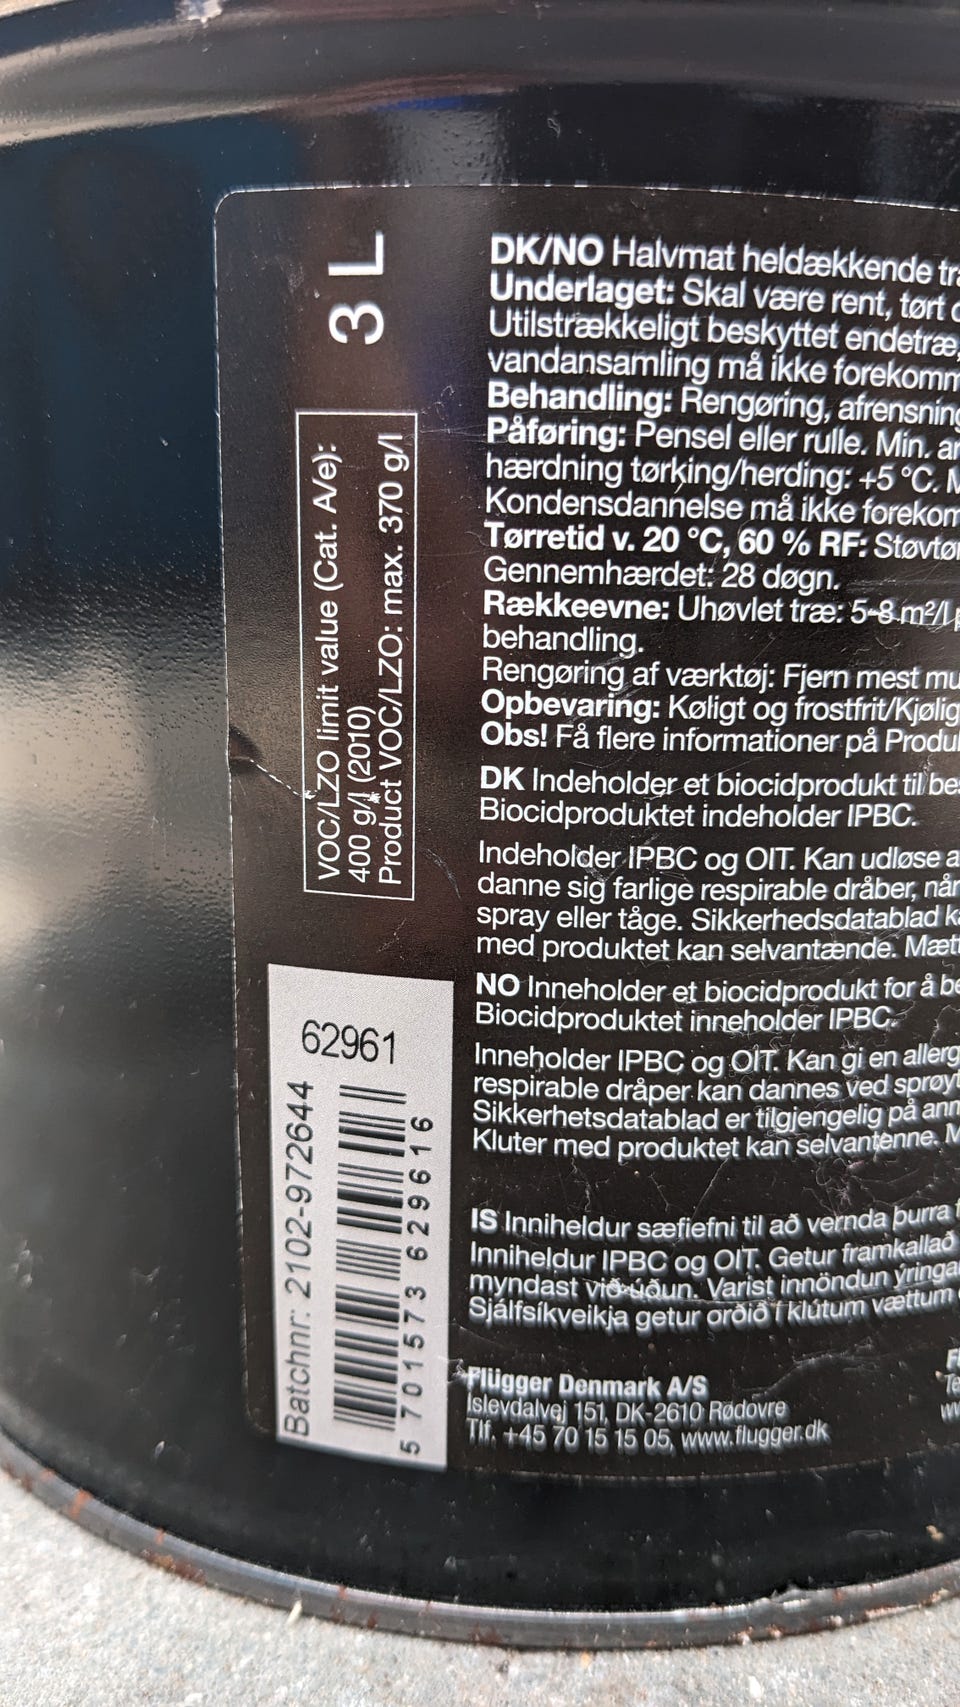 3 L
VOC/LZO limit value (Cat. A/e):
400 g/l (2010)
Product VOC/LZO: max. 370 g/l
62961
Batchnr: 2102-972644
5 701573 629616
DK/NO Halvmat heldækkende
Underlaget: Skal være rent, tørt
Utilstrækkeligt beskyttet endetræ,
vandansamling må ikke
Behandling: Rengøring,
Påføring: Pensel eller rulle. Min.
hærdning tørking/herding: +5 °C.
Kondensdannelse må ikke
Tørretid v. 20 °C, 60 % RF:
Gennemhærdet: 28 døgn.
Rækkeevne: Uhøvlet træ: 5-8 m²/l
behandling.
Rengøring af værktøj: Fjern mest
Opbevaring: Køligt og frostfrit/Kjølig
Obs! Få flere informationer på
DK Indeholder et biocidprodukt til
Biocidproduktet indeholder IPBC.
Indeholder IPBC og OIT. Kan udløse
danne sig farlige respirable dråber, når
spray eller tåge. Sikkerhedsdatablad
med produktet kan selvantænde.
NO Inneholder et biocidprodukt for å
Biocidproduktet inneholder IPBC.
Inneholder IPBC og OIT. Kan gi en
respirable dråper kan dannes ved
Sikkerhetsdatablad er tilgjengelig på
Kluter med produktet kan selvantenne.
IS Inniheldur sæfiefni til að vernda þurra
Inniheldur IPBC og OIT. Getur framkallað
myndast við úðun. Varist innöndun
Sjálfsíkveikja getur orðið í klútum vættum
Flügger Denmark A/S
Islevdalvej 151, DK-2610 Rødovre
Tlf. +45 70 15 15 05, www.flugger.dk